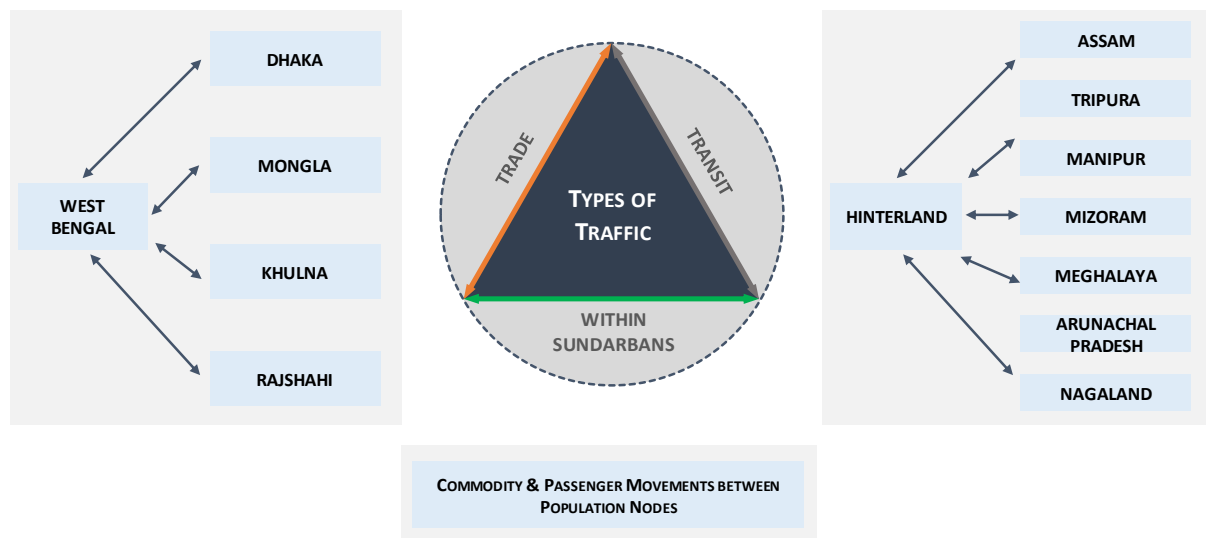 WEST
BENGAL
DHAKA
MONGLA
KHULNA
RAJSHAHI
TRADE
TRANSIT
TYPES OF
TRAFFIC
WITHIN
SUNDARBANS
HINTERLAND
ASSAM
TRIPURA
MANIPUR
MIZORAM
MEGHALAYA
ARUNACHAL
PRADESH
NAGALAND
COMMODITY & PASSENGER MOVEMENTS BETWEEN
POPULATION NODES